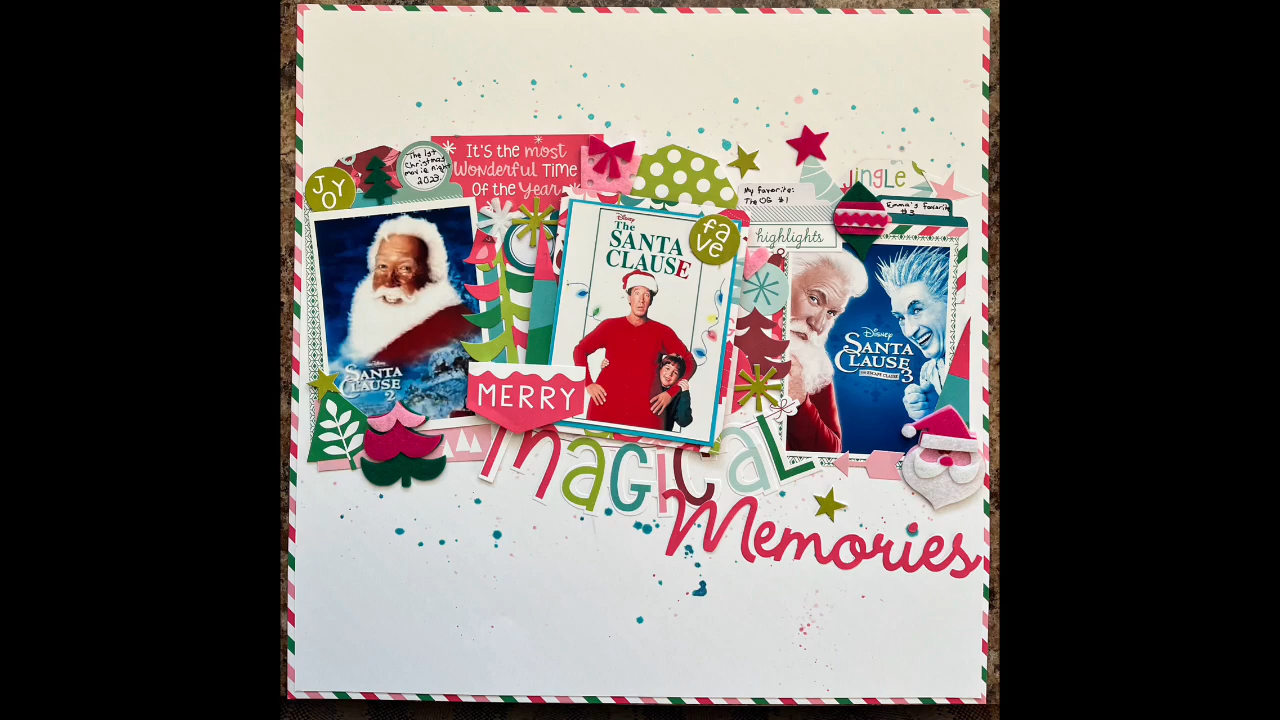 JOY
The 1st
Christmas
movie night
2023.
It's the most
Wonderful Time
Of the Year
My favorite:
The OG #1
JINGLE
Emma's Favorite
#3
highlights
fave
Disney
The
SANTA
CLAUSE
Disney
SANTA
CLAUSE
2
Disney
SANTA
CLAUSE
THE ESCAPE CLAUSE
3
MERRY
magical
Memories